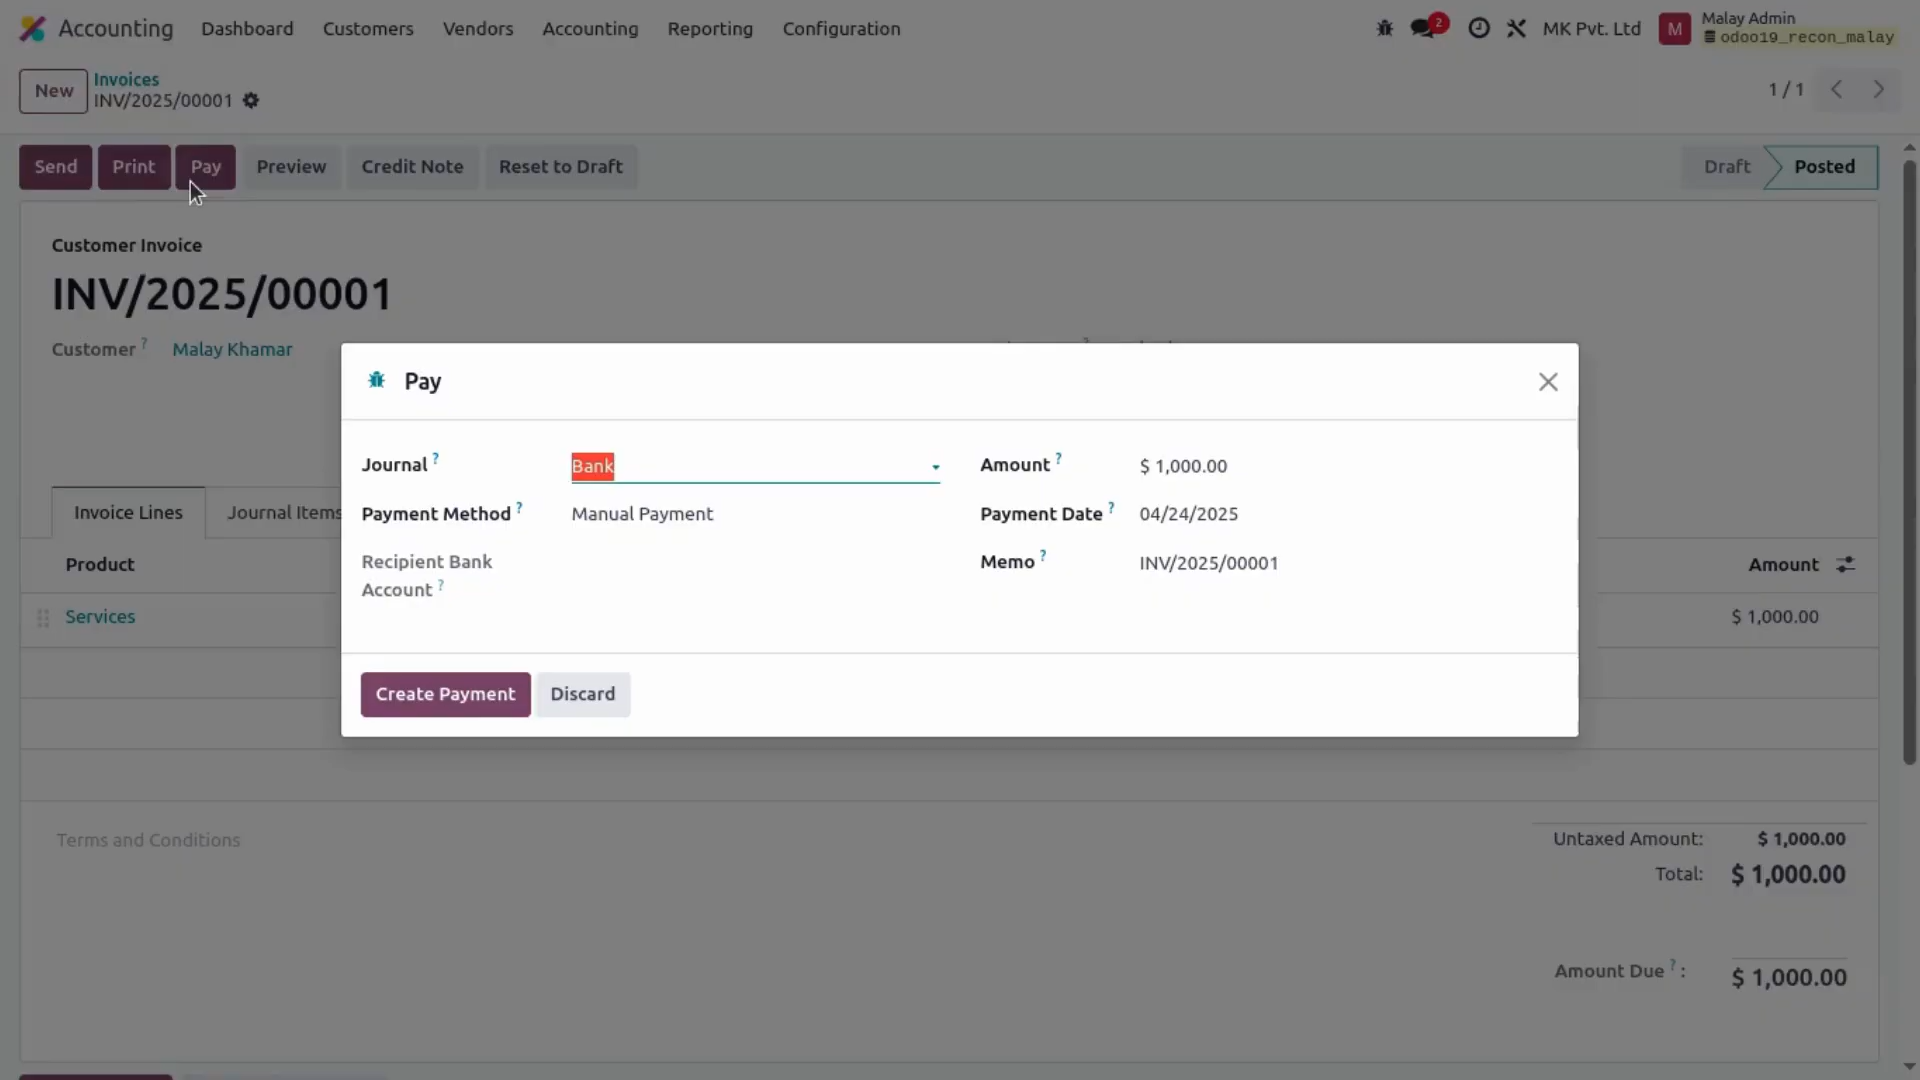 Accounting Dashboard Customers Vendors Accounting Reporting Configuration 2 MK Pvt. Ltd M Malay Admin
odoo19_recon_malay
New Invoices
INV/2025/00001 1 / 1
Send Print Pay Preview Credit Note Reset to Draft Draft Posted
Customer Invoice
INV/2025/00001
Customer ? Malay Khamar
Pay
Journal ? Bank Amount ? $ 1,000.00
Payment Method ? Manual Payment Payment Date ? 04/24/2025
Recipient Bank
Account ?
Memo ? INV/2025/00001
Create Payment Discard
Invoice Lines Journal Items
Product Amount
Services $ 1,000.00
Terms and Conditions
Untaxed Amount: $ 1,000.00
Total: $ 1,000.00
Amount Due ? : $ 1,000.00